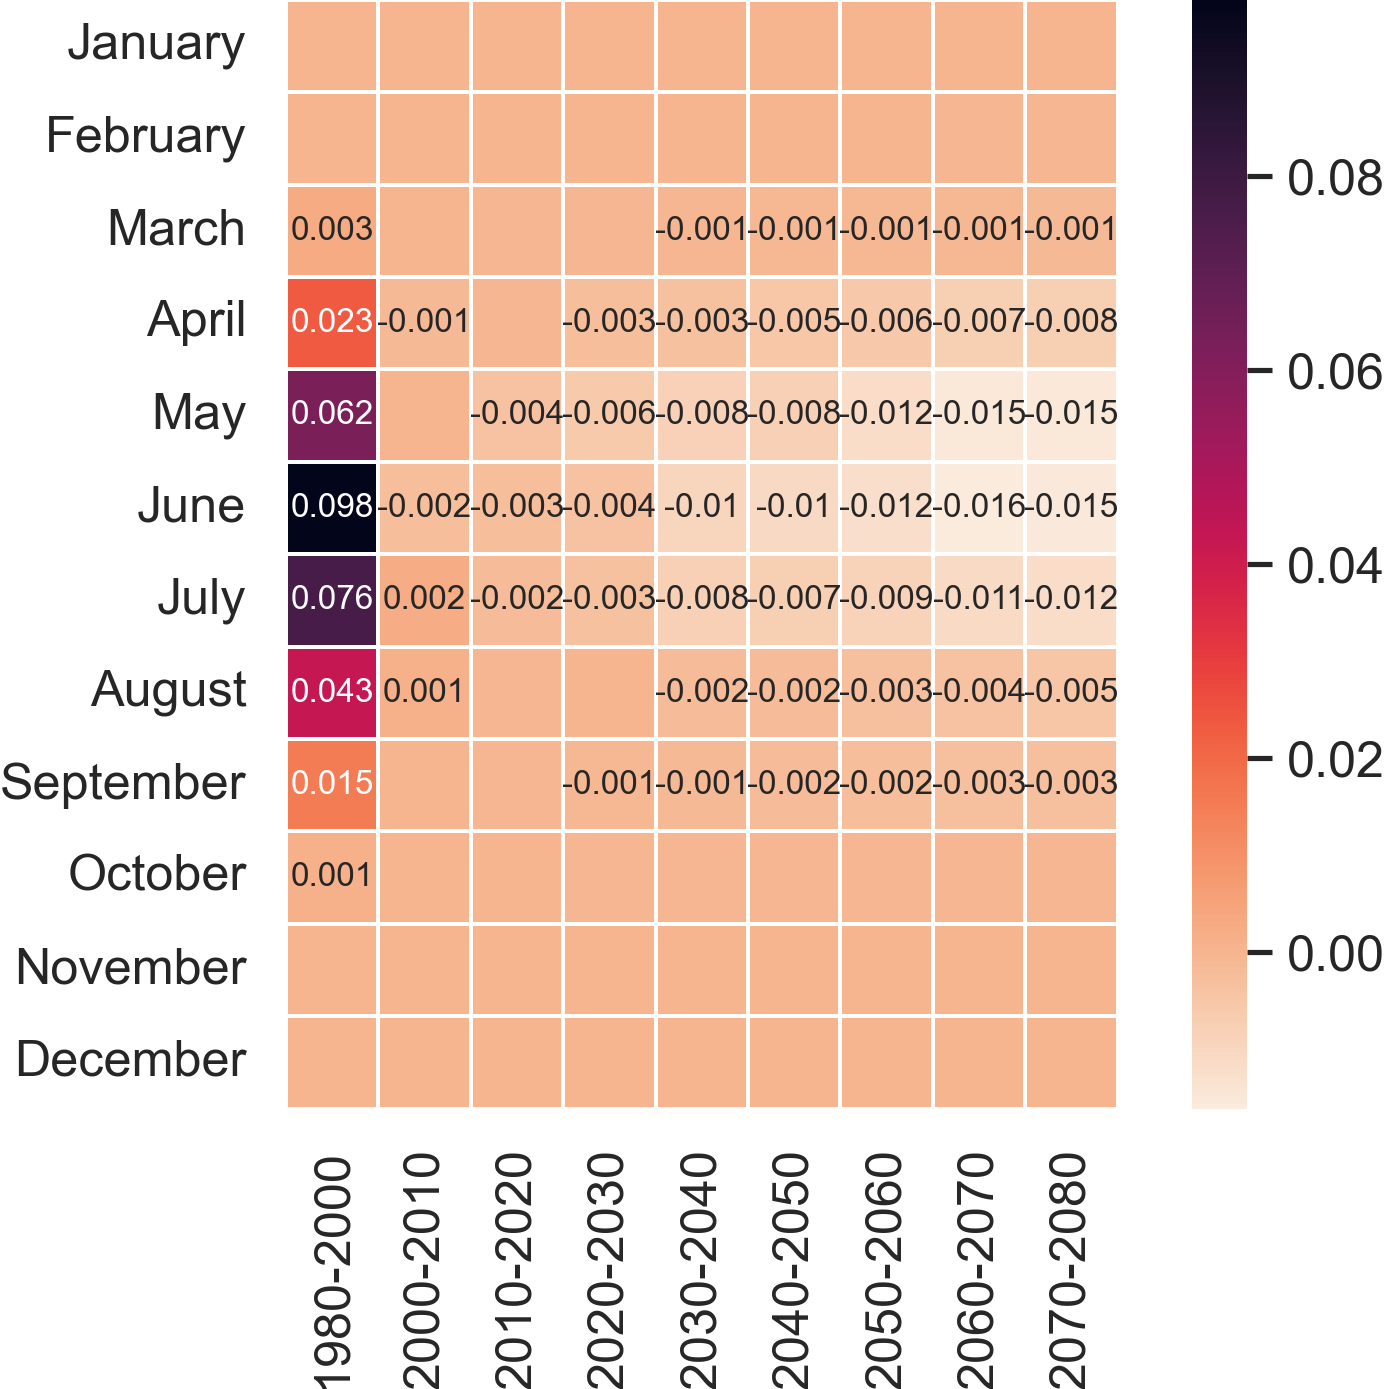 January
February
March 0.003 -0.001 -0.001 -0.001 -0.001 -0.001
April 0.023 -0.001 -0.003 -0.003 -0.005 -0.006 -0.007 -0.008
May 0.062 -0.004 -0.006 -0.008 -0.008 -0.012 -0.015 -0.015
June 0.098 -0.002 -0.003 -0.004 -0.01 -0.01 -0.012 -0.016 -0.015
July 0.076 0.002 -0.002 -0.003 -0.008 -0.007 -0.009 -0.011 -0.012
August 0.043 0.001 -0.002 -0.002 -0.003 -0.004 -0.005
September 0.015 -0.001 -0.001 -0.002 -0.002 -0.003 -0.003
October 0.001
November
December
1980-2000
2000-2010
2010-2020
2020-2030
2030-2040
2040-2050
2050-2060
2060-2070
2070-2080
0.08
0.06
0.04
0.02
0.00